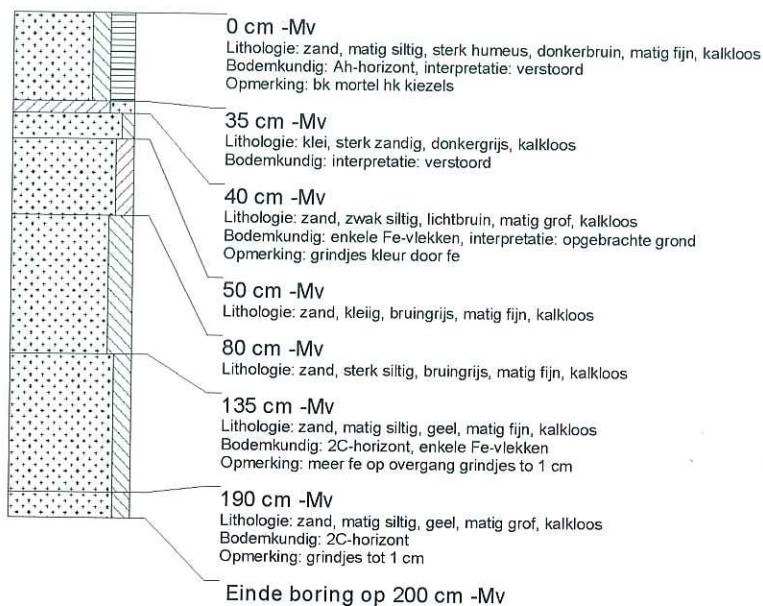 0 cm -Mv
Lithologie: zand, matig siltig, sterk humeus, donkerbruin, matig fijn, kalkloos
Bodemkundig: Ah-horizont, interpretatie: verstoord
Opmerking: bk mortel hk kiezels
35 cm -Mv
Lithologie: klei, sterk zandig, donkergrijs, kalkloos
Bodemkundig: interpretatie: verstoord
40 cm -Mv
Lithologie: zand, zwak siltig, lichtbruin, matig grof, kalkloos
Bodemkundig: enkele Fe-vlekken, interpretatie: opgebrachte grond
Opmerking: grindjes kleur door fe
50 cm -Mv
Lithologie: zand, kleiig, bruingrijs, matig fijn, kalkloos
80 cm -Mv
Lithologie: zand, sterk siltig, bruingrijs, matig fijn, kalkloos
135 cm -Mv
Lithologie: zand, matig siltig, geel, matig fijn, kalkloos
Bodemkundig: 2C-horizont, enkele Fe-vlekken
Opmerking: meer fe op overgang grindjes to 1 cm
190 cm -Mv
Lithologie: zand, matig siltig, geel, matig grof, kalkloos
Bodemkundig: 2C-horizont
Opmerking: grindjes tot 1 cm
Einde boring op 200 cm -Mv